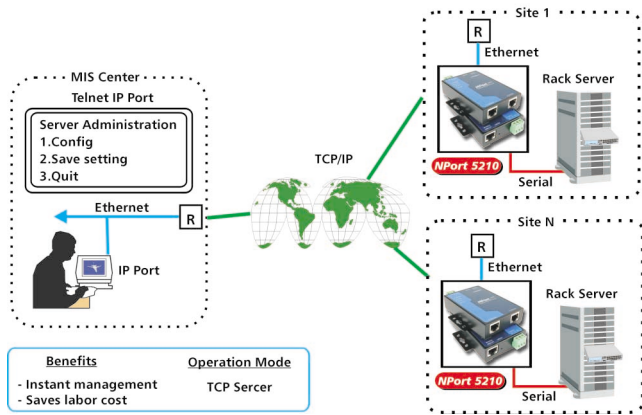 MIS Center
Telnet IP Port
Server Administration
1.Config
2.Save setting
3.Quit
Ethernet
R
IP Port
TCP/IP
Site 1
R
Ethernet
Rack Server
NPort 5210
Serial
Site N
R
Ethernet
Rack Server
NPort 5210
Serial
Benefits
- Instant management
- Saves labor cost
Operation Mode
TCP Sercer